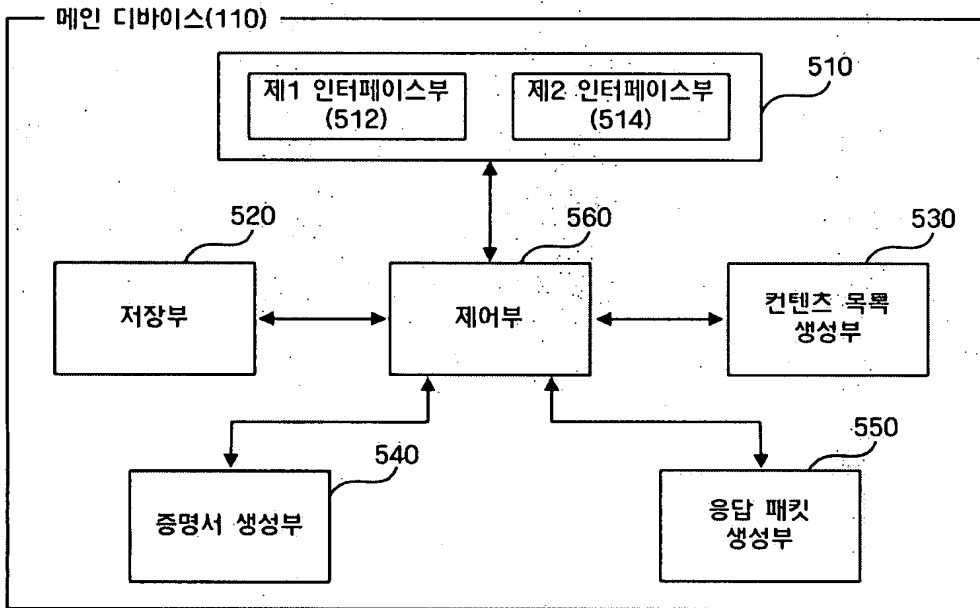 메인 디바이스(110)
510
제1 인터페이스부
(512)
제2 인터페이스부
(514)
520
560
530
저장부
제어부
컨텐츠 목록
생성부
540
550
증명서 생성부
응답 패킷
생성부